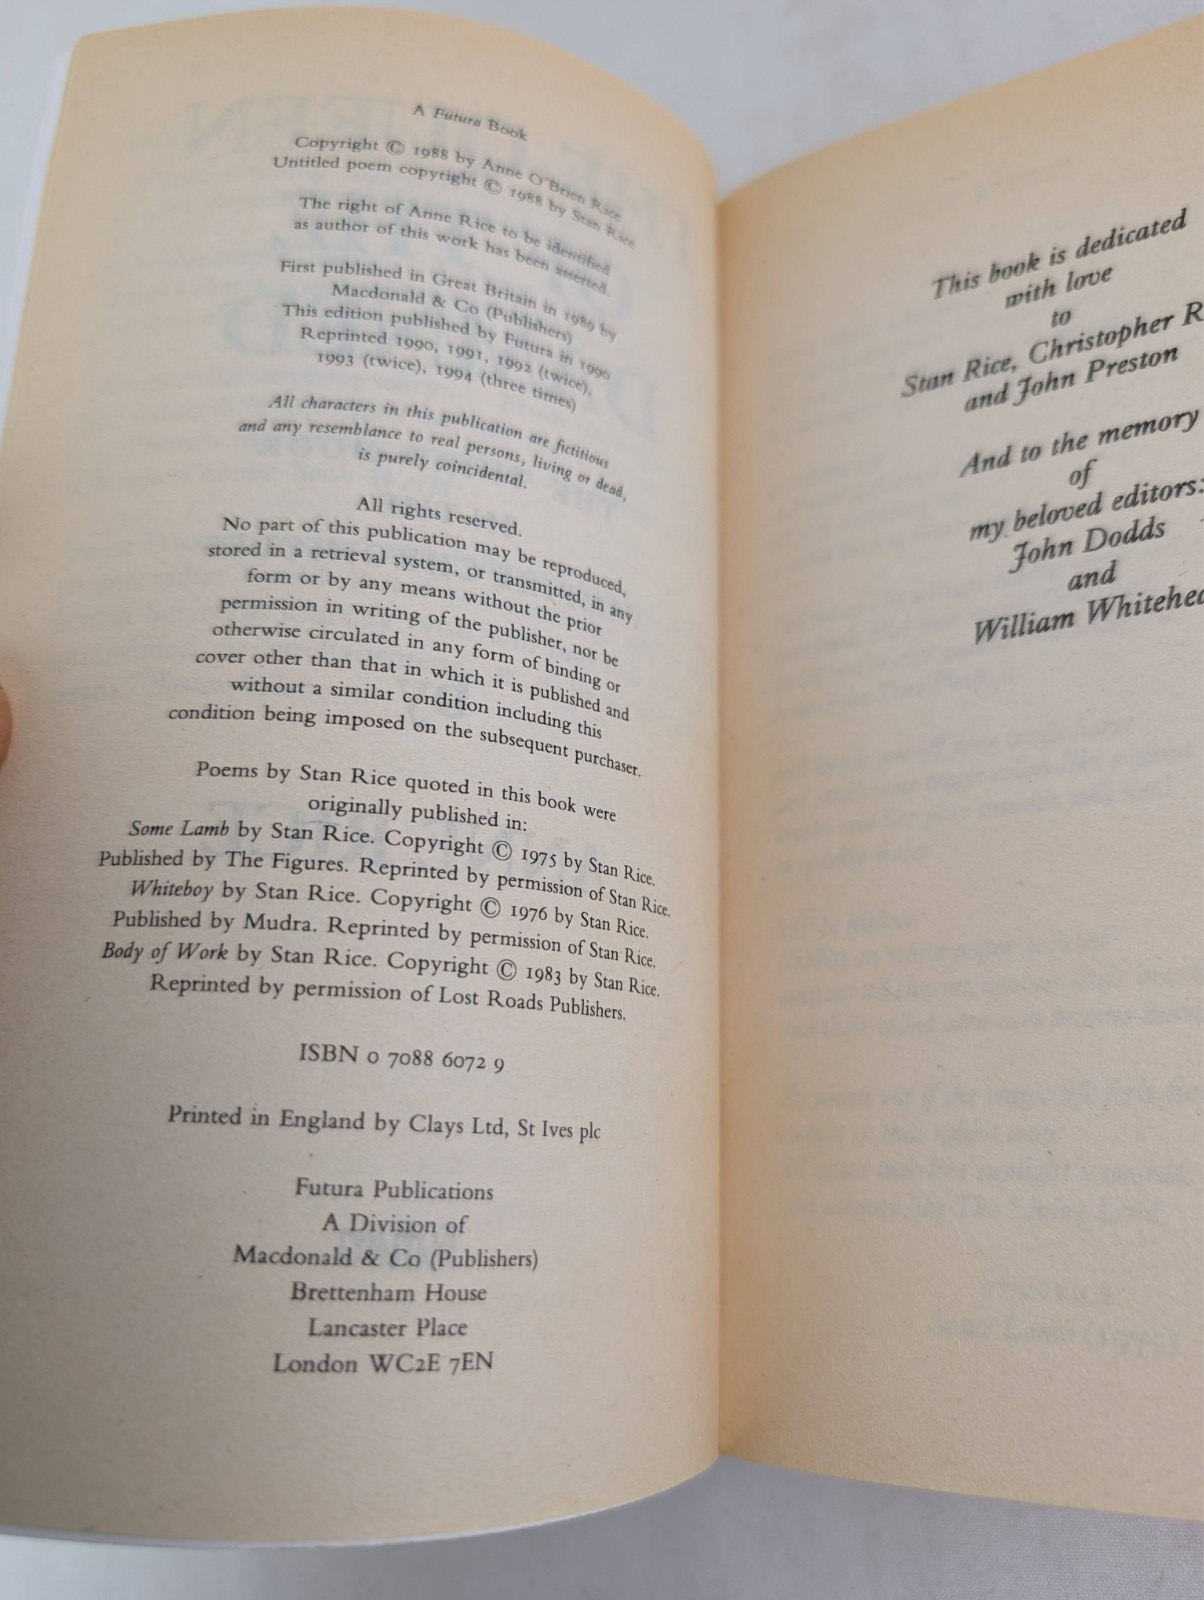 A Futura Book
Copyright © 1988 by Anne O'Brien Rice
Untitled poem copyright © 1988 by Stan Rice
The right of Anne Rice to be identified
as author of this work has been asserted.
First published in Great Britain in 1989 by
Macdonald & Co (Publishers)
This edition published by Futura in 1990
Reprinted 1990, 1991, 1992 (twice),
1993 (twice), 1994 (three times)
All characters in this publication are fictitious
and any resemblance to real persons, living or dead,
is purely coincidental.
All rights reserved.
No part of this publication may be reproduced,
stored in a retrieval system, or transmitted, in any
form or by any means without the prior
permission in writing of the publisher, nor be
otherwise circulated in any form of binding or
cover other than that in which it is published and
without a similar condition including this
condition being imposed on the subsequent purchaser.
Poems by Stan Rice quoted in this book were
originally published in:
Some Lamb by Stan Rice. Copyright © 1975 by Stan Rice.
Published by The Figures. Reprinted by permission of Stan Rice.
Whiteboy by Stan Rice. Copyright © 1976 by Stan Rice.
Published by Mudra. Reprinted by permission of Stan Rice.
Body of Work by Stan Rice. Copyright © 1983 by Stan Rice.
Reprinted by permission of Lost Roads Publishers.
ISBN 0 7088 6072 9
Printed in England by Clays Ltd, St Ives plc
Futura Publications
A Division of
Macdonald & Co (Publishers)
Brettenham House
Lancaster Place
London WC2E 7EN
This book is dedicated
with love
to
Stan Rice, Christopher R
and John Preston
And to the memory
of
my beloved editors:
John Dodds
and
William Whitehea